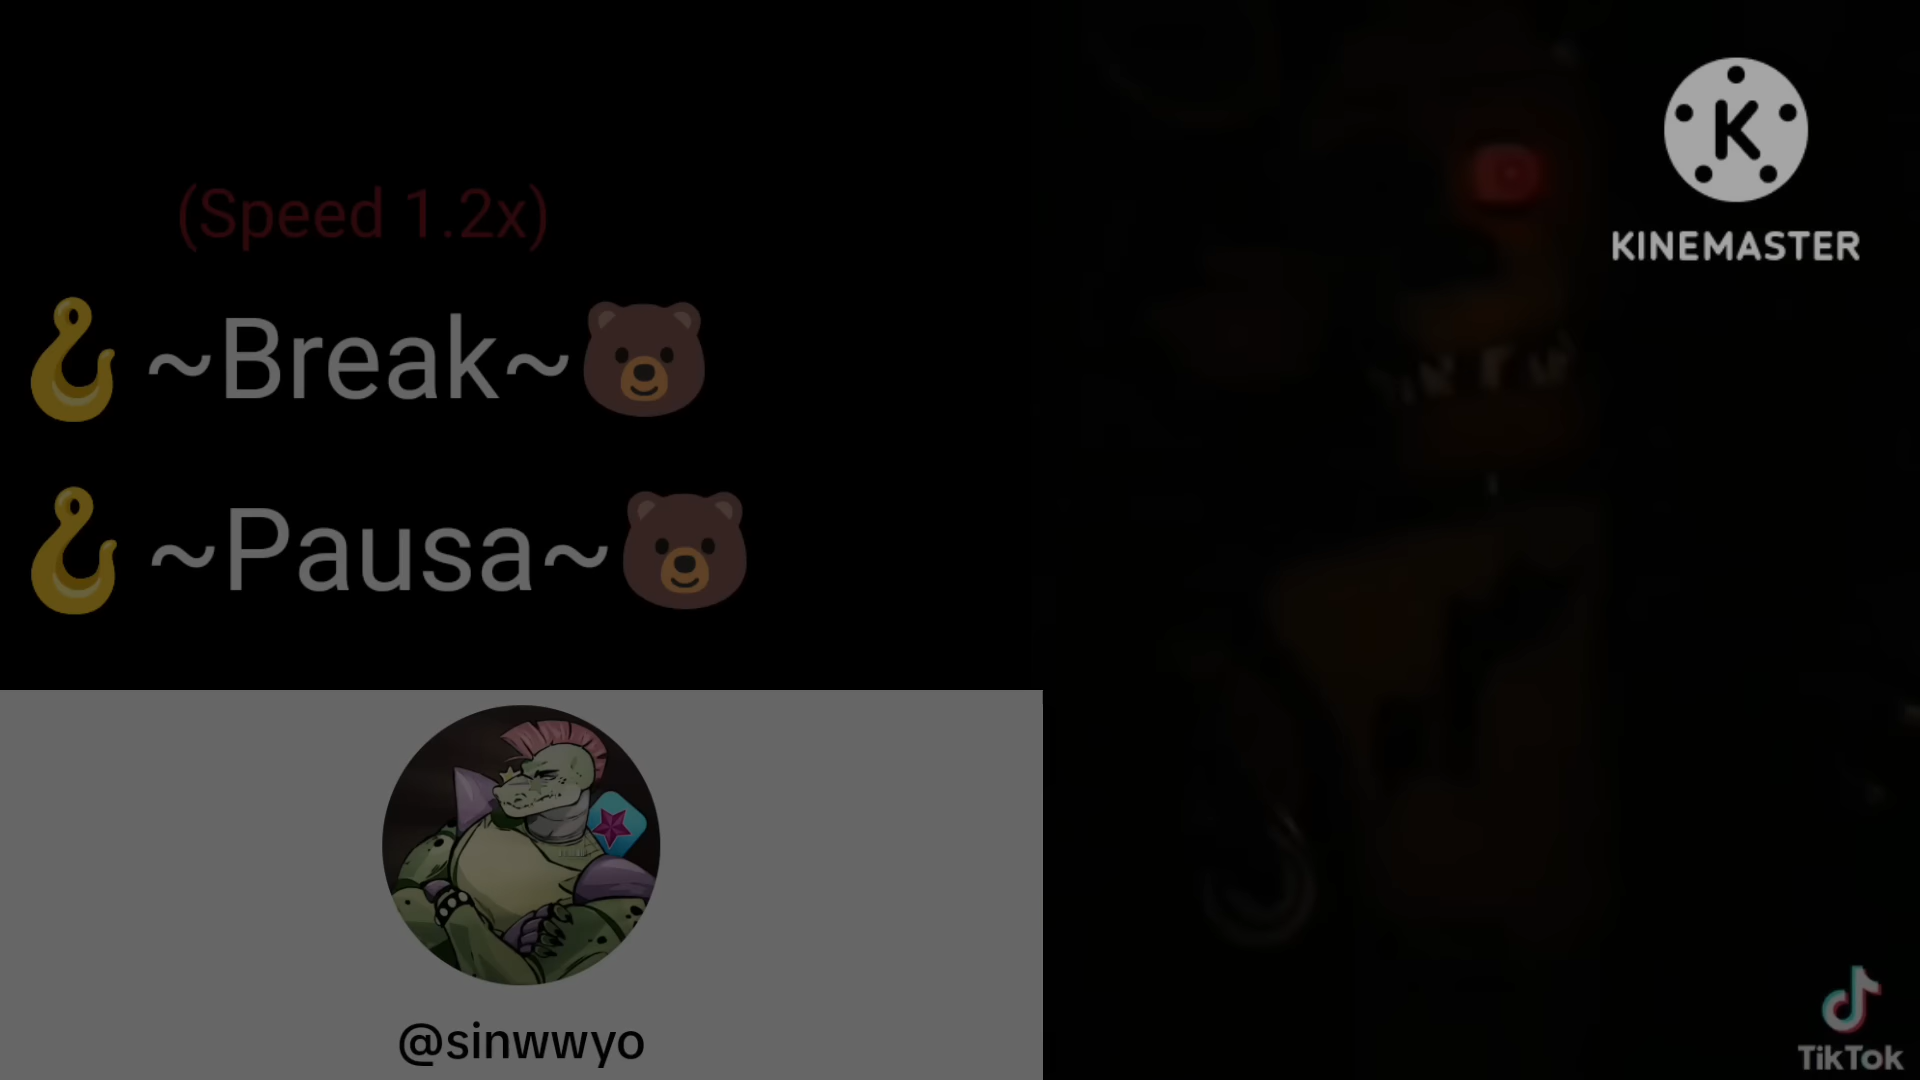 (Speed 1.2x)
🪝~Break~🐻
🪝~Pausa~🐻
@sinwwyo
K
KINEMASTER
TikTok